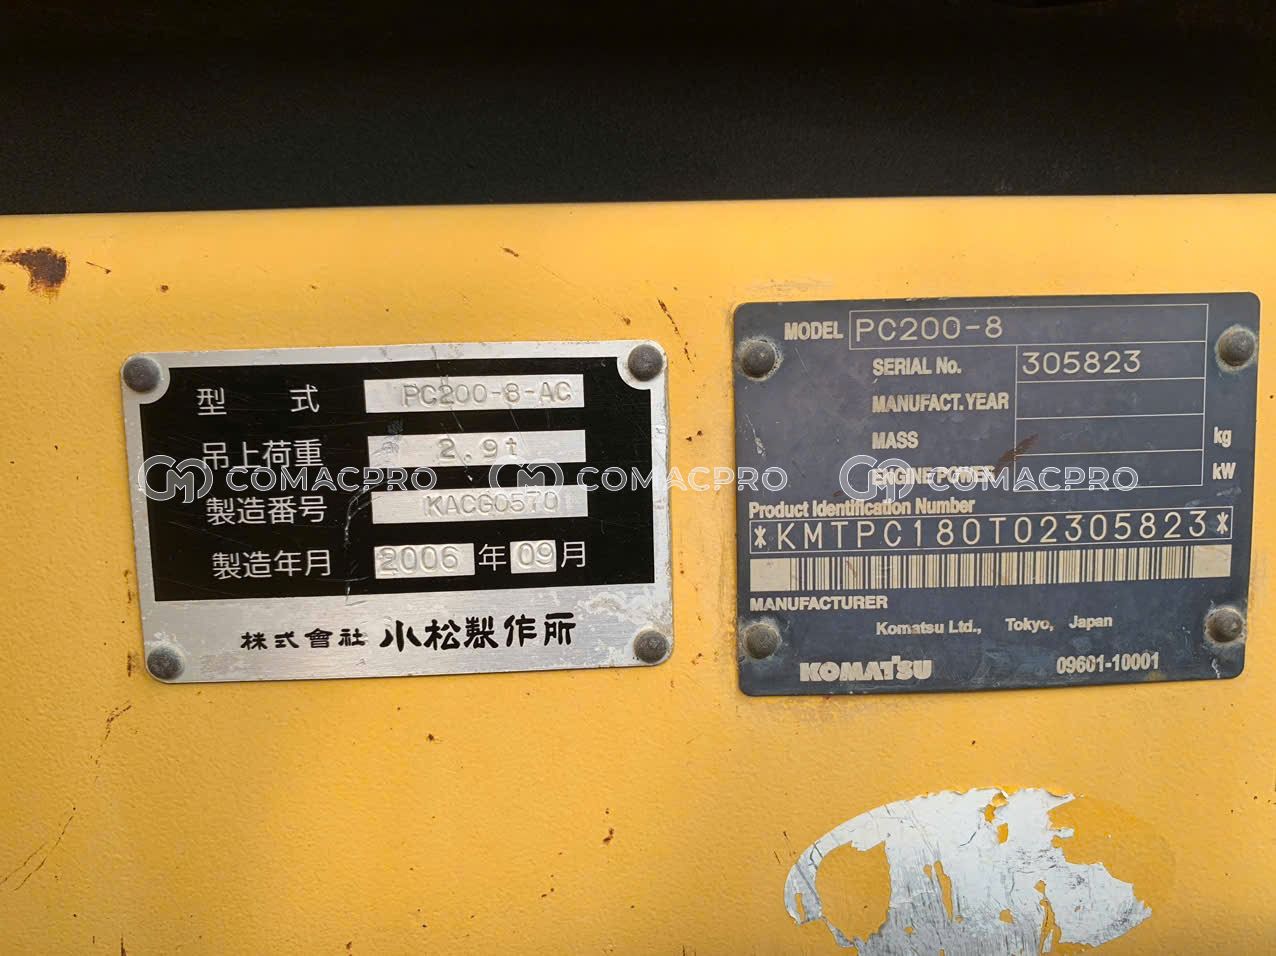 型 式 PC200-8-AC
吊上荷重 2.9t
製造番号 KACG0570
製造年月 2006 年 09 月
株式會社 小松製作所
MODEL PC200-8
SERIAL No. 305823
MANUFACT. YEAR
MASS kg
ENGINE POWER kW
Product Identification Number
*KMTPC180T02305823*
MANUFACTURER
Komatsu Ltd., Tokyo, Japan
KOMATSU 09601-10001
COMACPRO COMACPRO COMACPRO